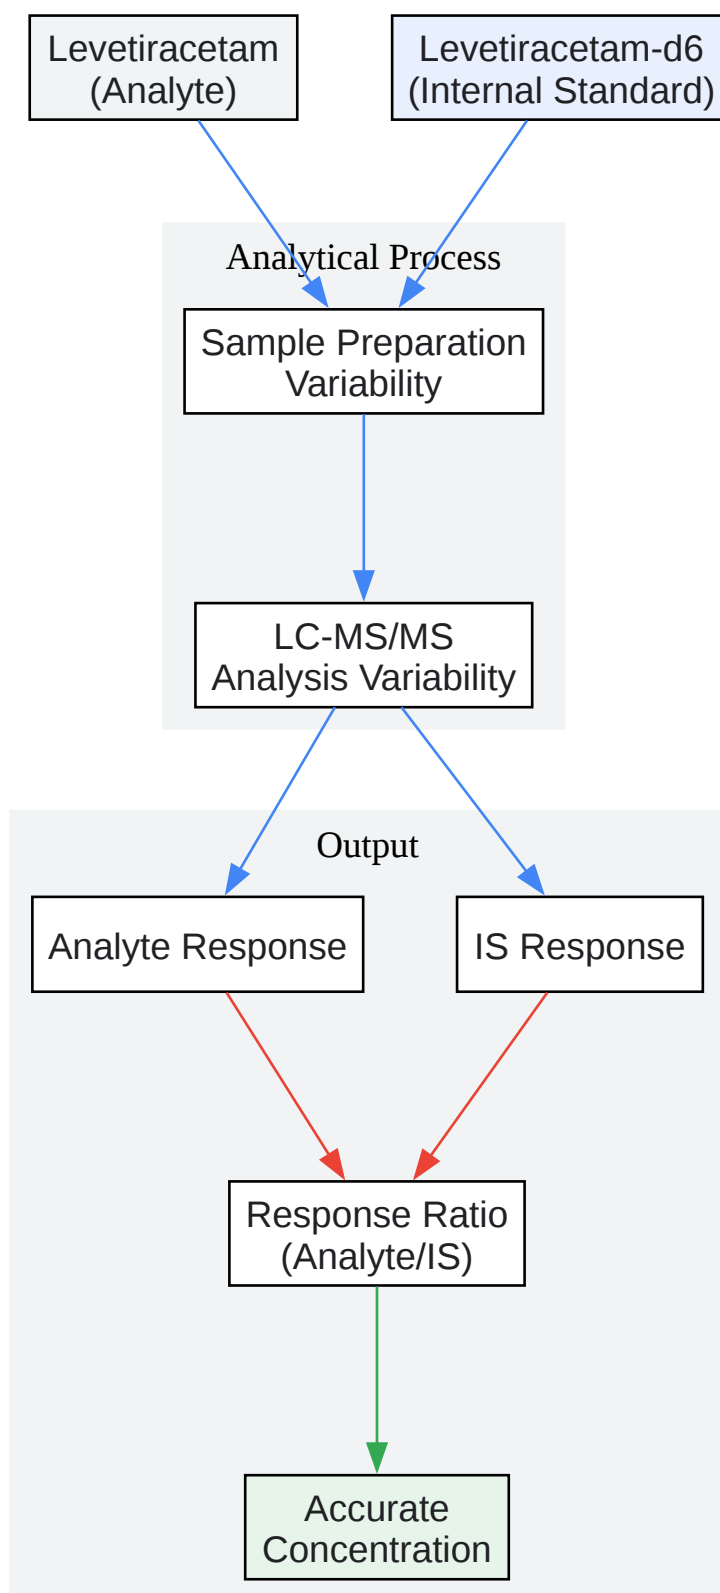 Levetiracetam
(Analyte)
Levetiracetam-d6
(Internal Standard)
Analytical Process
Sample Preparation
Variability
LC-MS/MS
Analysis Variability
Output
Analyte Response
IS Response
Response Ratio
(Analyte/IS)
Accurate
Concentration